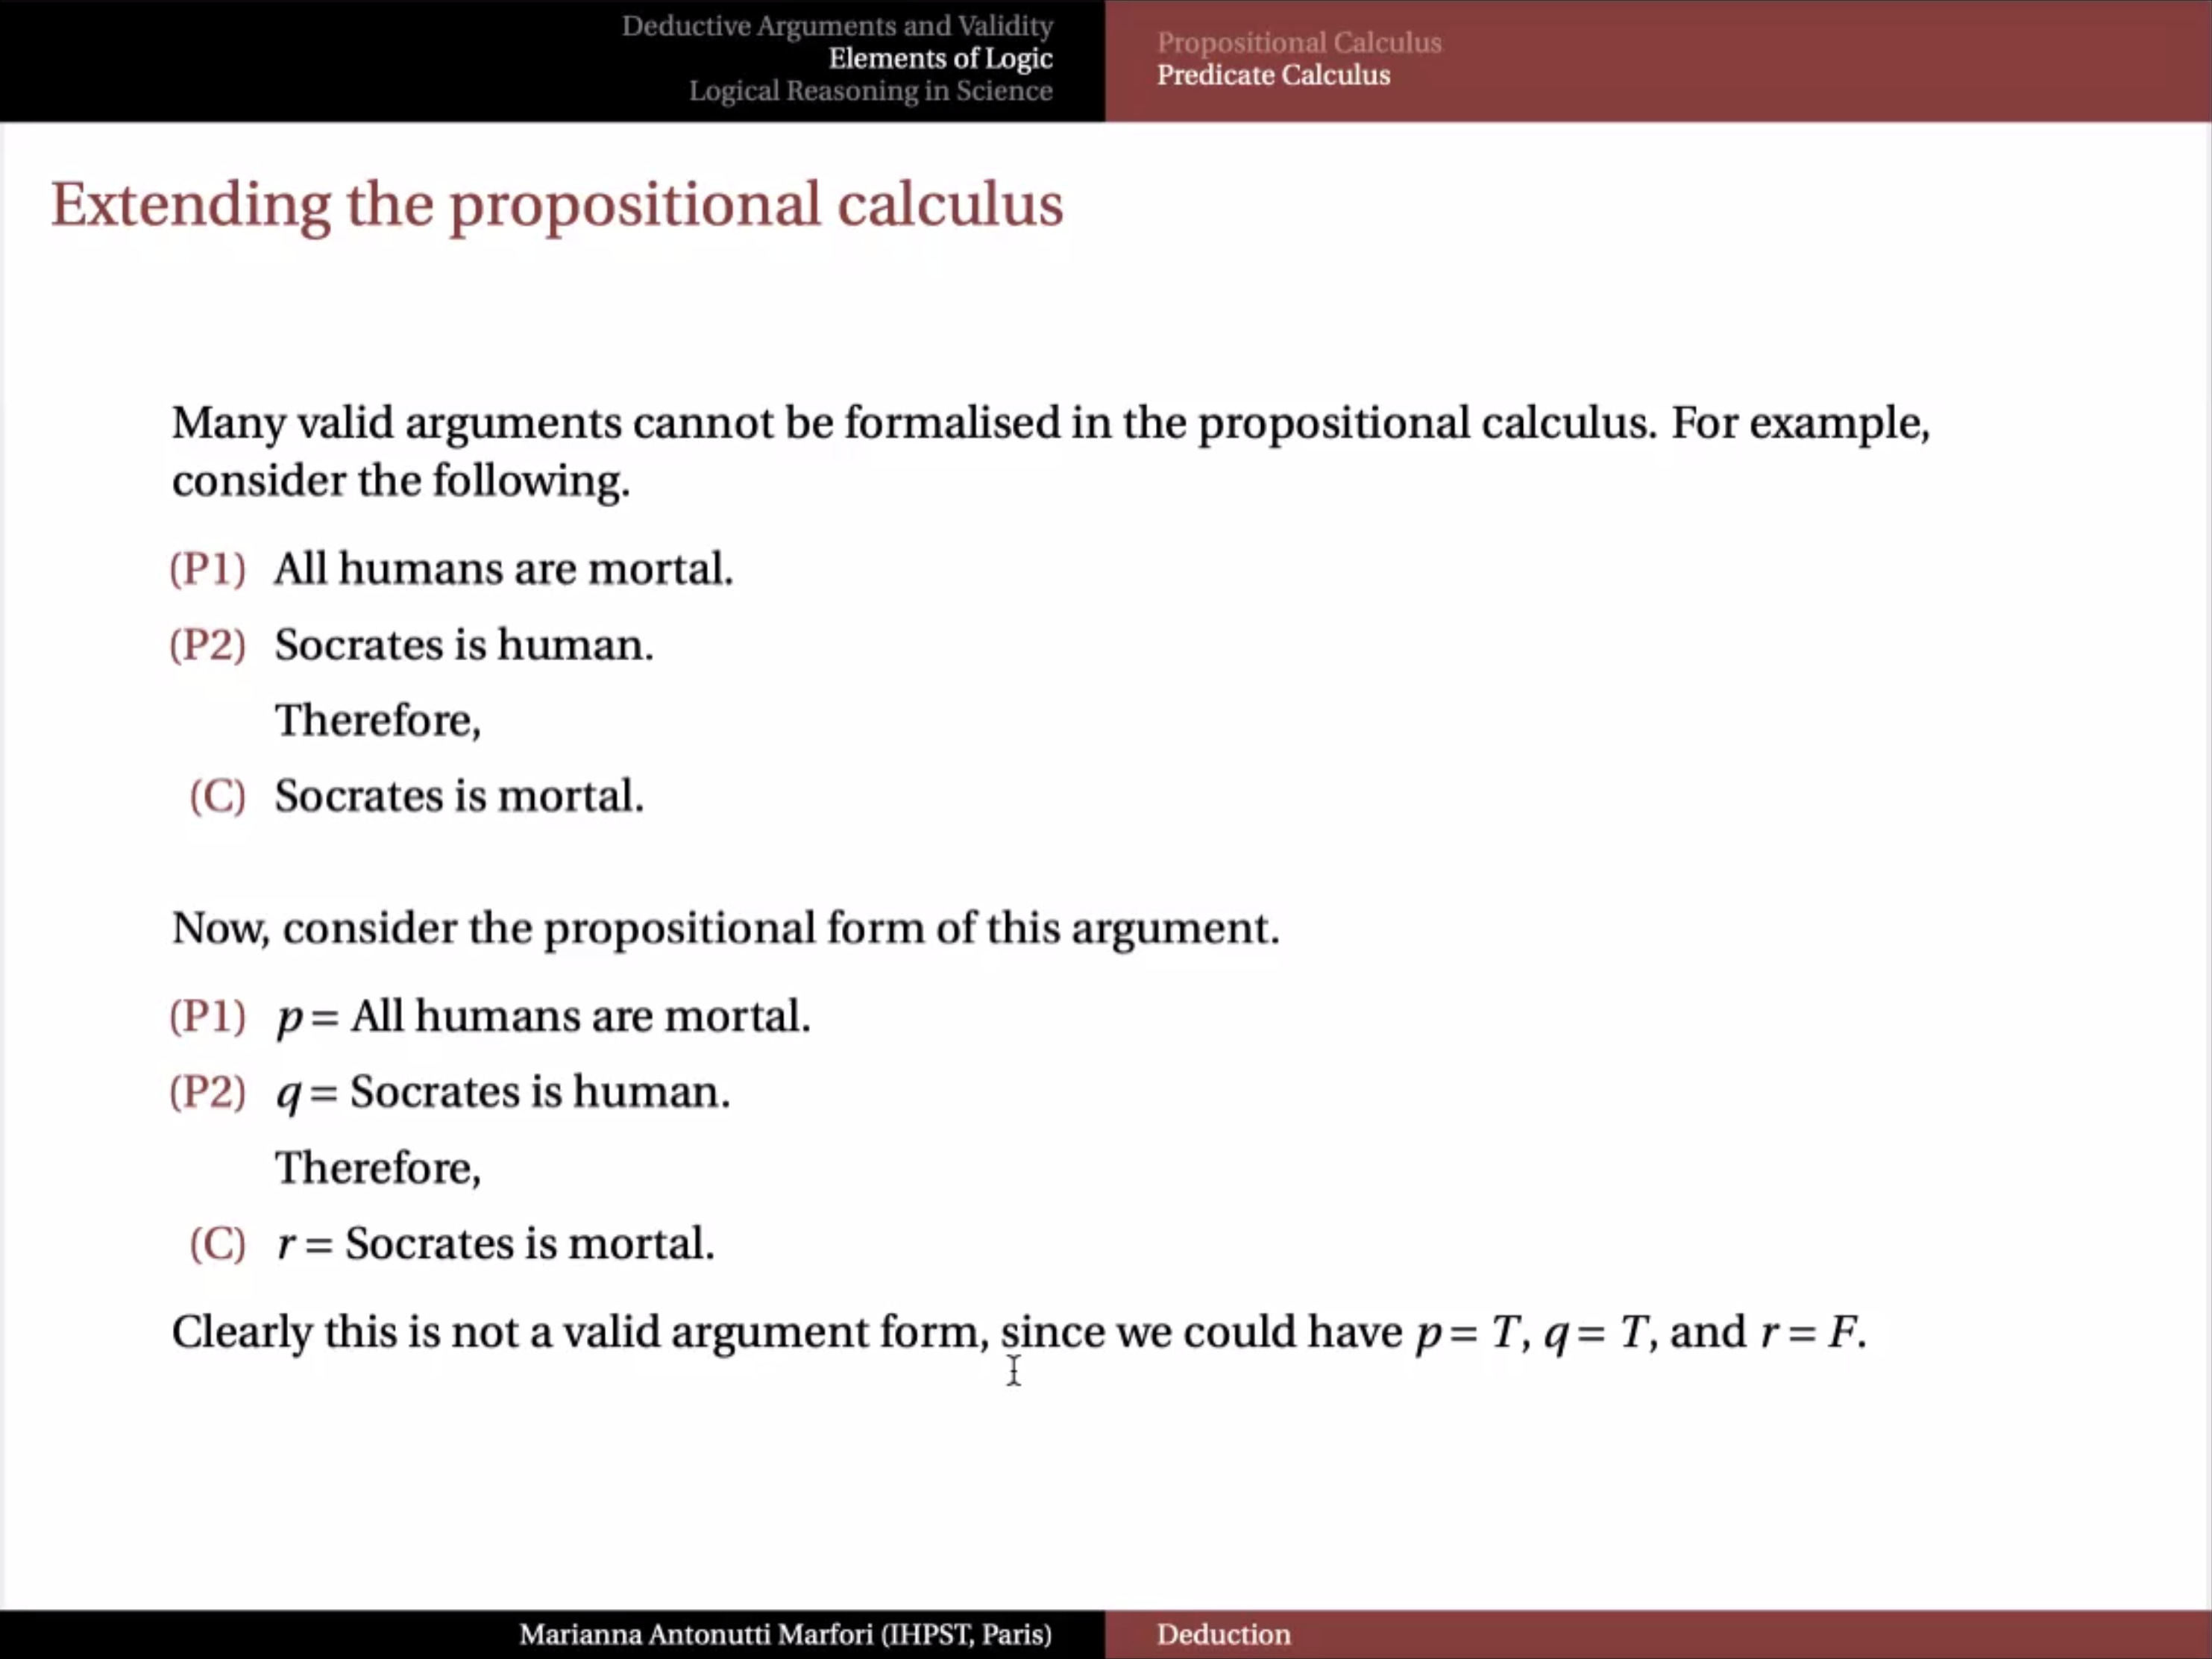 Deductive Arguments and Validity
Elements of Logic
Logical Reasoning in Science
Propositional Calculus
Predicate Calculus
Extending the propositional calculus
Many valid arguments cannot be formalised in the propositional calculus. For example,
consider the following.
(P1) All humans are mortal.
(P2) Socrates is human.
Therefore,
(C) Socrates is mortal.
Now, consider the propositional form of this argument.
(P1) p = All humans are mortal.
(P2) q = Socrates is human.
Therefore,
(C) r = Socrates is mortal.
Clearly this is not a valid argument form, since we could have p = T, q = T, and r = F.
Marianna Antonutti Marfori (IHPST, Paris)
Deduction